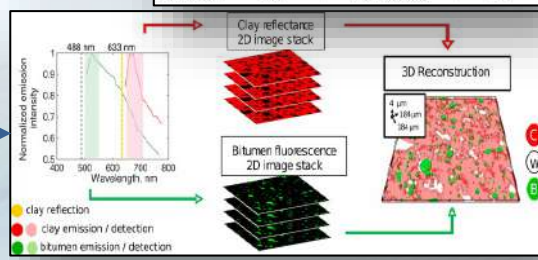 488 nm 633 nm
Normalized emission
intensity
1
0.9
0.8
0.7
0.6
0.5
400 500 600 700 800
Wavelength, nm
clay reflection
clay emission / detection
bitumen emission / detection
Clay reflectance
2D image stack
Bitumen fluorescence
2D image stack
3D Reconstruction
4 μm
184 μm
184 μm
C
B